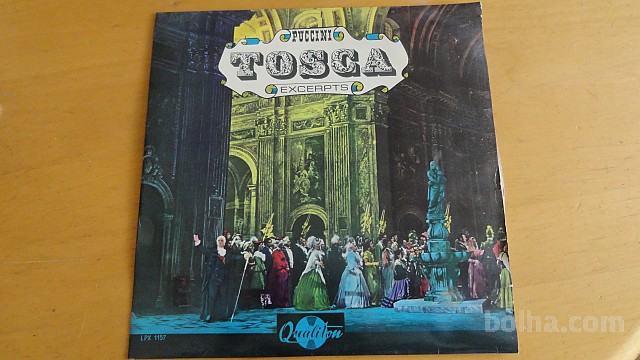 PUCCINI
TOSCA
EXCERPTS
Qualiton
LPX 1157
bolha.com